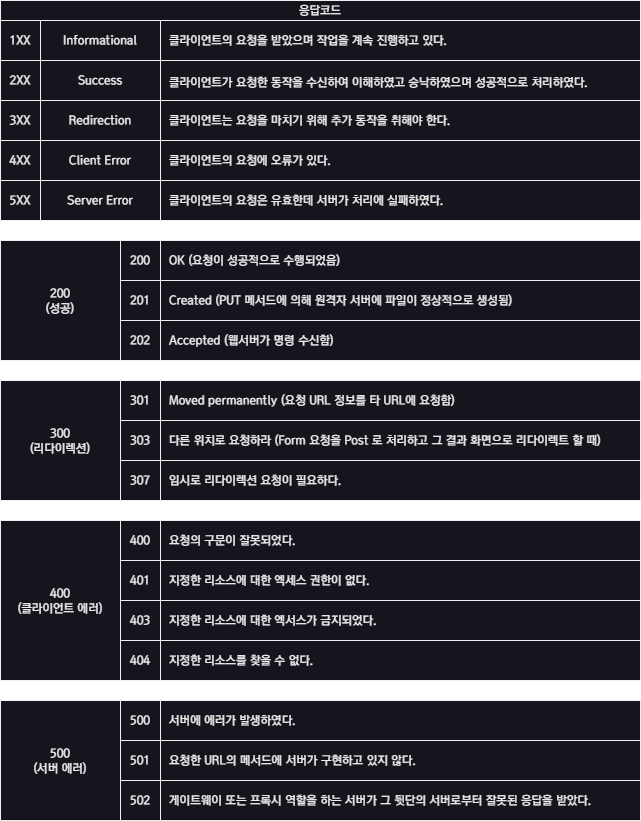 응답코드
1XX Informational 클라이언트의 요청을 받았으며 작업을 계속 진행하고 있다.
2XX Success 클라이언트가 요청한 동작을 수신하여 이해하였고 승낙하였으며 성공적으로 처리하였다.
3XX Redirection 클라이언트는 요청을 마치기 위해 추가 동작을 취해야 한다.
4XX Client Error 클라이언트의 요청에 오류가 있다.
5XX Server Error 클라이언트의 요청은 유효한데 서버가 처리에 실패하였다.
200
(성공)
200 OK (요청이 성공적으로 수행되었음)
201 Created (PUT 메서드에 의해 원격자 서버에 파일이 정상적으로 생성됨)
202 Accepted (웹서버가 명령 수신함)
300
(리다이렉션)
301 Moved permanently (요청 URL 정보를 타 URL에 요청함)
303 다른 위치로 요청하라 (Form 요청을 Post 로 처리하고 그 결과 화면으로 리다이렉트 할 때)
307 임시로 리다이렉션 요청이 필요하다.
400
(클라이언트 에러)
400 요청의 구문이 잘못되었다.
401 지정한 리소스에 대한 엑세스 권한이 없다.
403 지정한 리소스에 대한 엑서스가 금지되었다.
404 지정한 리소스를 찾을 수 없다.
500
(서버 에러)
500 서버에 에러가 발생하였다.
501 요청한 URL의 메서드에 서버가 구현하고 있지 않다.
502 게이트웨이 또는 프록시 역할을 하는 서버가 그 뒷단의 서버로부터 잘못된 응답을 받았다.